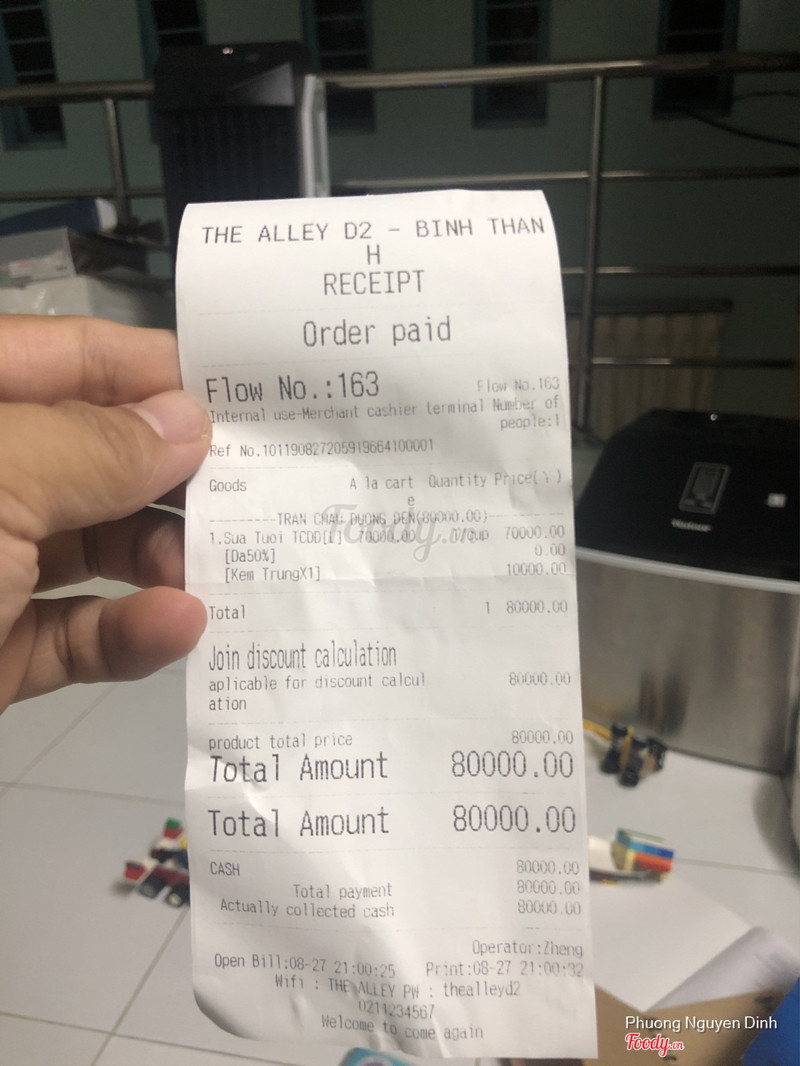 THE ALLEY D2 - BINH THAN
H
RECEIPT
Order paid
Flow No.:163
Flow No.163
Internal use-Merchant cashier terminal Number of
people:1
Ref No.101190827205919664100001
Goods A la cart Quantity Price(¥)
e
TRAN CHAU DUONG DEN(80000.00)
1.Sua Tuoi TCDD[L] 70000.00 70000.00
[Da50%] 0.00
[Kem TrungX1] 10000.00
Total 1 80000.00
Join discount calculation
aplicable for discount calcul 80000.00
ation
product total price 80000.00
Total Amount 80000.00
Total Amount 80000.00
CASH 80000.00
Total payment 80000.00
Actually collected cash 80000.00
Operator:Zheng
Open Bill:08-27 21:00:25 Print:08-27 21:00:32
Wifi : THE ALLEY PW : thealleyd2
0211234567
Welcome to come again
Foody.vn
Phuong Nguyen Dinh
Foody.vn